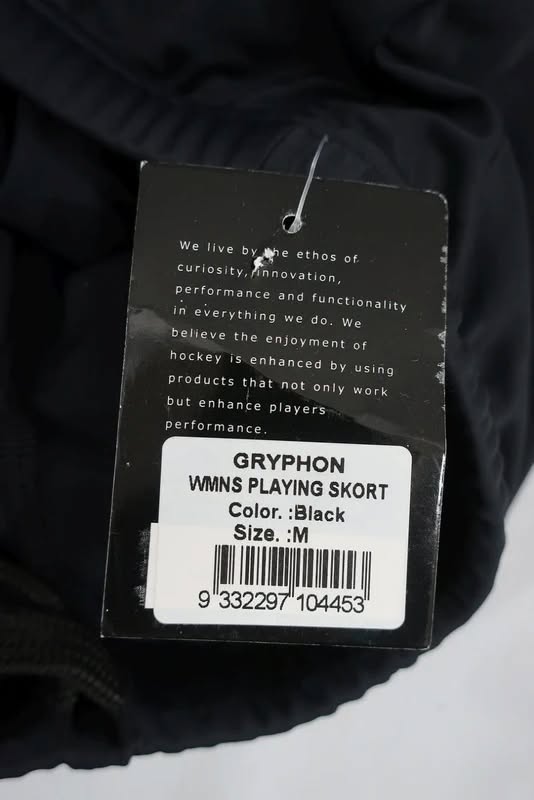 We live by the ethos of
curiosity, innovation,
performance and functionality
in everything we do. We
believe the enjoyment of
hockey is enhanced by using
products that not only work
but enhance players
performance.
GRYPHON
WMNS PLAYING SKORT
Color. :Black
Size. :M
9 332297 104453